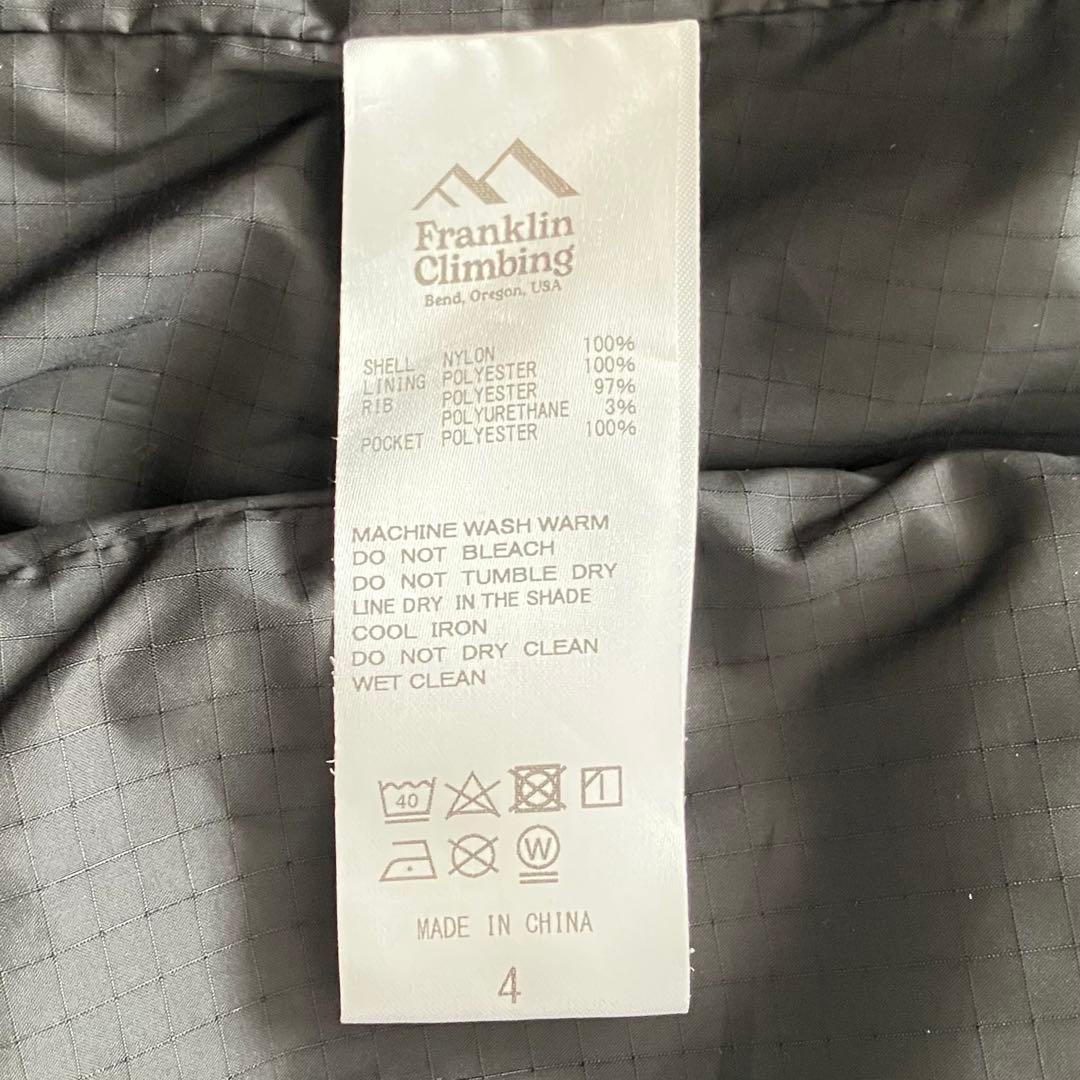 Franklin
Climbing
Bend, Oregon, USA
SHELL NYLON 100%
LINING POLYESTER 100%
RIB POLYESTER 97%
POLYURETHANE 3%
POCKET POLYESTER 100%
MACHINE WASH WARM
DO NOT BLEACH
DO NOT TUMBLE DRY
LINE DRY IN THE SHADE
COOL IRON
DO NOT DRY CLEAN
WET CLEAN
40
W
MADE IN CHINA
4